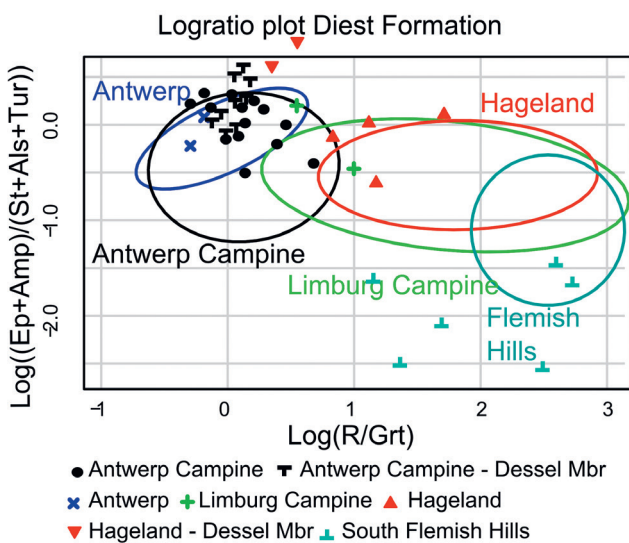 Logratio plot Diest Formation
Log((Ep+Amp)/(St+Als+Tur))
Antwerp
Hageland
Antwerp Campine
Limburg Campine
Flemish
Hills
0.0
-1.0
-2.0
-1 0 1 2 3
Log(R/Grt)
Antwerp Campine Antwerp Campine - Dessel Mbr
Antwerp Limburg Campine Hageland
Hageland - Dessel Mbr South Flemish Hills